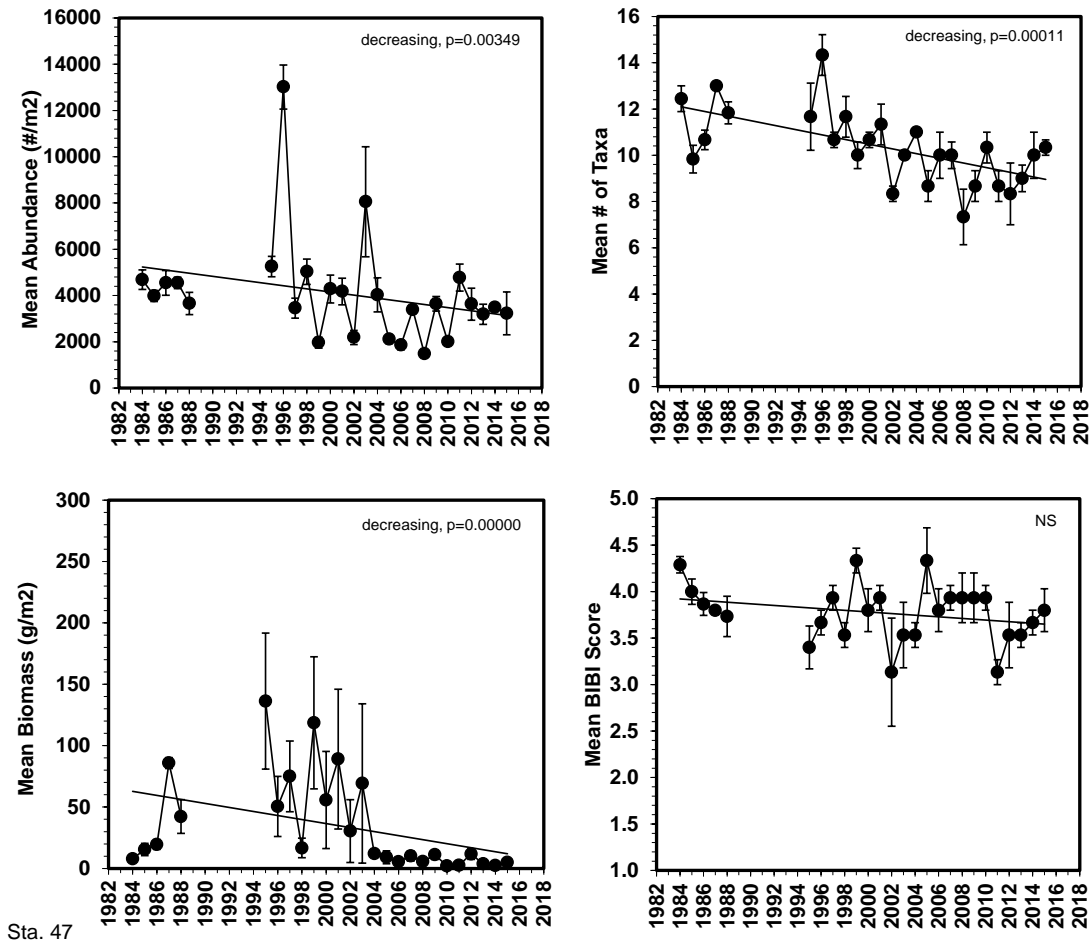 Mean Abundance (#/m2)
16000
14000
12000
10000
8000
6000
4000
2000
0
decreasing, p=0.00349
1982 1984 1986 1988 1990 1992 1994 1996 1998 2000 2002 2004 2006 2008 2010 2012 2014 2016 2018
Mean # of Taxa
16
14
12
10
8
6
4
2
0
decreasing, p=0.00011
1982 1984 1986 1988 1990 1992 1994 1996 1998 2000 2002 2004 2006 2008 2010 2012 2014 2016 2018
Mean Biomass (g/m2)
300
250
200
150
100
50
0
decreasing, p=0.00000
1982 1984 1986 1988 1990 1992 1994 1996 1998 2000 2002 2004 2006 2008 2010 2012 2014 2016 2018
Mean BIBI Score
5.0
4.5
4.0
3.5
3.0
2.5
2.0
1.5
1.0
NS
1982 1984 1986 1988 1990 1992 1994 1996 1998 2000 2002 2004 2006 2008 2010 2012 2014 2016 2018
Sta. 47